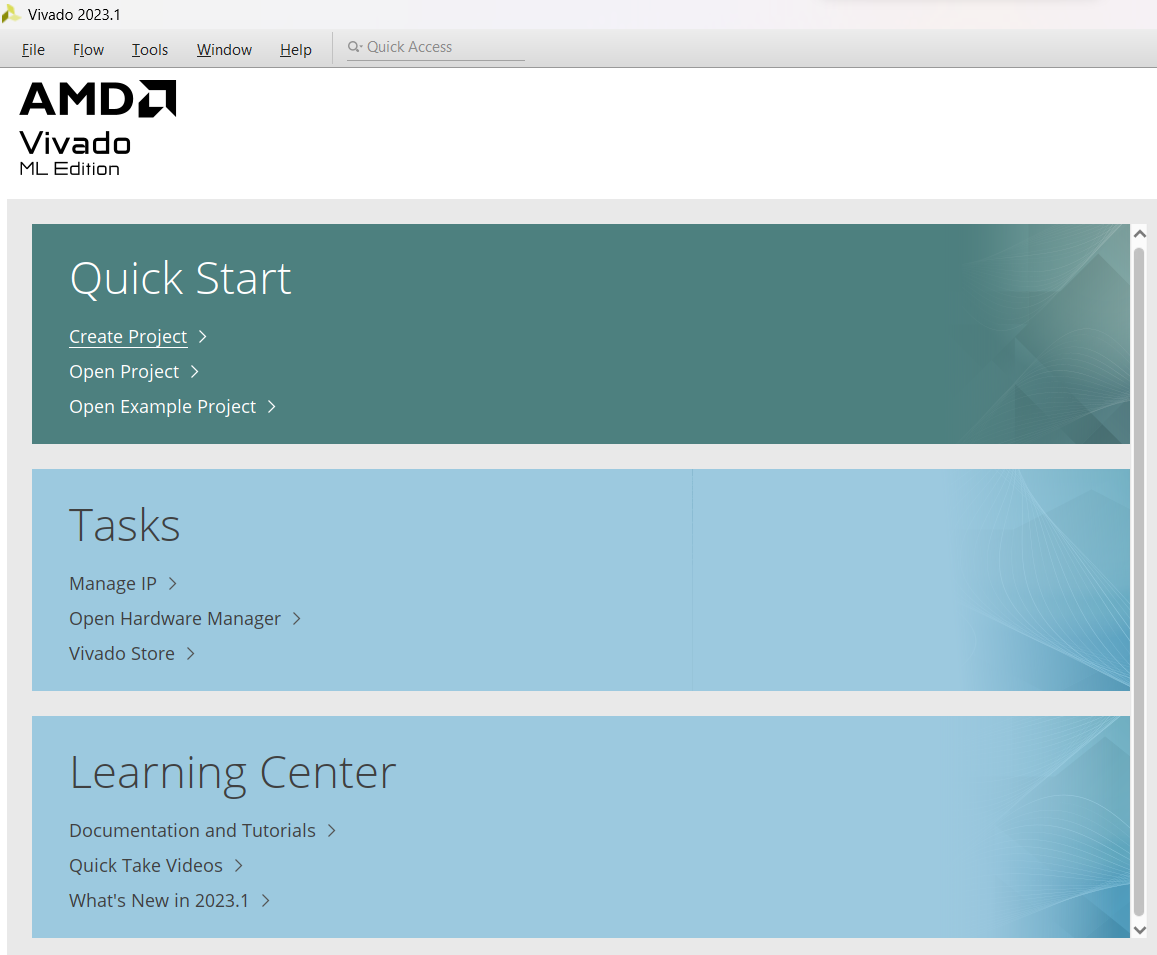 Vivado 2023.1
File Flow Tools Window Help Quick Access
AMD
Vivado
ML Edition
Quick Start
Create Project
Open Project
Open Example Project
Tasks
Manage IP
Open Hardware Manager
Vivado Store
Learning Center
Documentation and Tutorials
Quick Take Videos
What's New in 2023.1